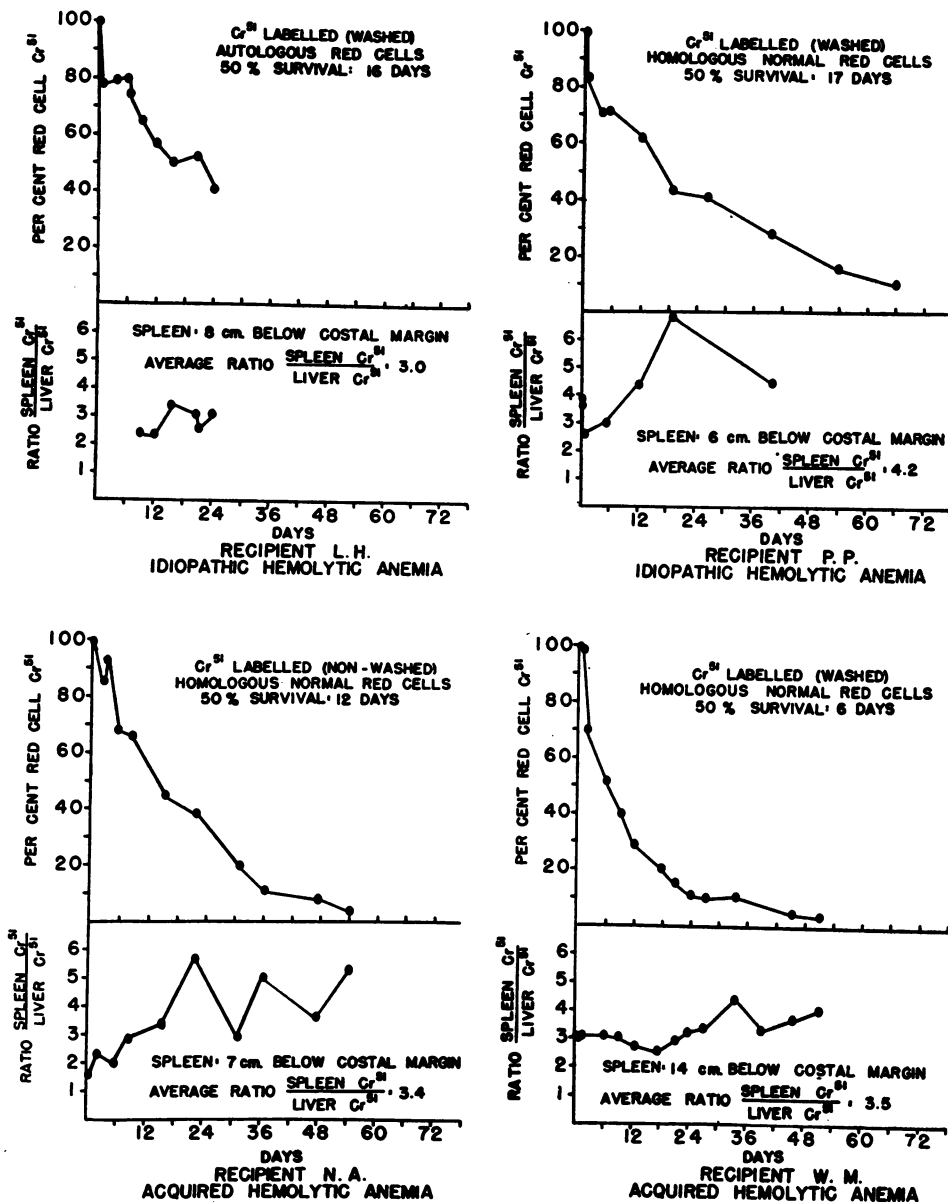 PER CENT RED CELL Cr⁵¹
100
80
60
40
20
Cr⁵¹ LABELLED (WASHED)
AUTOLOGOUS RED CELLS
50 % SURVIVAL: 16 DAYS
RATIO SPLEEN Cr⁵¹
LIVER Cr⁵¹
6
5
4
3
2
1
SPLEEN: 8 cm. BELOW COSTAL MARGIN
AVERAGE RATIO SPLEEN Cr⁵¹ : 3.0
LIVER Cr⁵¹
12 24 36 48 60 72
DAYS
RECIPIENT L.H.
IDIOPATHIC HEMOLYTIC ANEMIA
PER CENT RED CELL Cr⁵¹
100
80
60
40
20
Cr⁵¹ LABELLED (WASHED)
HOMOLOGOUS NORMAL RED CELLS
50 % SURVIVAL: 17 DAYS
RATIO SPLEEN Cr⁵¹
LIVER Cr⁵¹
6
5
4
3
2
1
SPLEEN: 6 cm. BELOW COSTAL MARGIN
AVERAGE RATIO SPLEEN Cr⁵¹ : 4.2
LIVER Cr⁵¹
12 24 36 48 60 72
DAYS
RECIPIENT P. P.
IDIOPATHIC HEMOLYTIC ANEMIA
PER CENT RED CELL Cr⁵¹
100
80
60
40
20
Cr⁵¹ LABELLED (NON-WASHED)
HOMOLOGOUS NORMAL RED CELLS
50 % SURVIVAL: 12 DAYS
RATIO SPLEEN Cr⁵¹
LIVER Cr⁵¹
6
5
4
3
2
1
SPLEEN: 7 cm. BELOW COSTAL MARGIN
AVERAGE RATIO SPLEEN Cr⁵¹ : 3.4
LIVER Cr⁵¹
12 24 36 48 60 72
DAYS
RECIPIENT N. A.
ACQUIRED HEMOLYTIC ANEMIA
PER CENT RED CELL Cr⁵¹
100
80
60
40
20
Cr⁵¹ LABELLED (WASHED)
HOMOLOGOUS NORMAL RED CELLS
50 % SURVIVAL: 6 DAYS
RATIO SPLEEN Cr⁵¹
LIVER Cr⁵¹
6
5
4
3
2
1
SPLEEN: 14 cm. BELOW COSTAL MARGIN
AVERAGE RATIO SPLEEN Cr⁵¹ : 3.5
LIVER Cr⁵¹
12 24 36 48 60 72
DAYS
RECIPIENT W. M.
ACQUIRED HEMOLYTIC ANEMIA